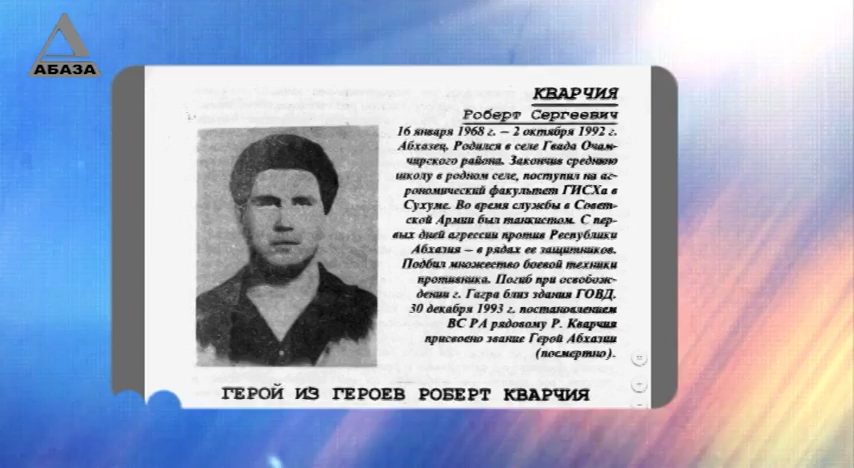 АБАЗА
КВАРЧИЯ
Роберт Сергеевич
16 января 1968 г. – 2 октября 1992 г.
Абхазец. Родился в селе Гвада Очам-
чирского района. Закончив среднюю
школу в родном селе, поступил на аг-
рономический факультет ГИСХа в
Сухуме. Во время службы в Совет-
ской Армии был танкистом. С пер-
вых дней агрессии против Республики
Абхазия – в рядах ее защитников.
Подбил множество боевой техники
противника. Погиб при освобож-
дении г. Гагра близ здания ГОВД.
30 декабря 1993 г. постановлением
ВС РА рядовому Р. Кварчия
присвоено звание Герой Абхазии
(посмертно).
ГЕРОЙ ИЗ ГЕРОЕВ РОБЕРТ КВАРЧИЯ